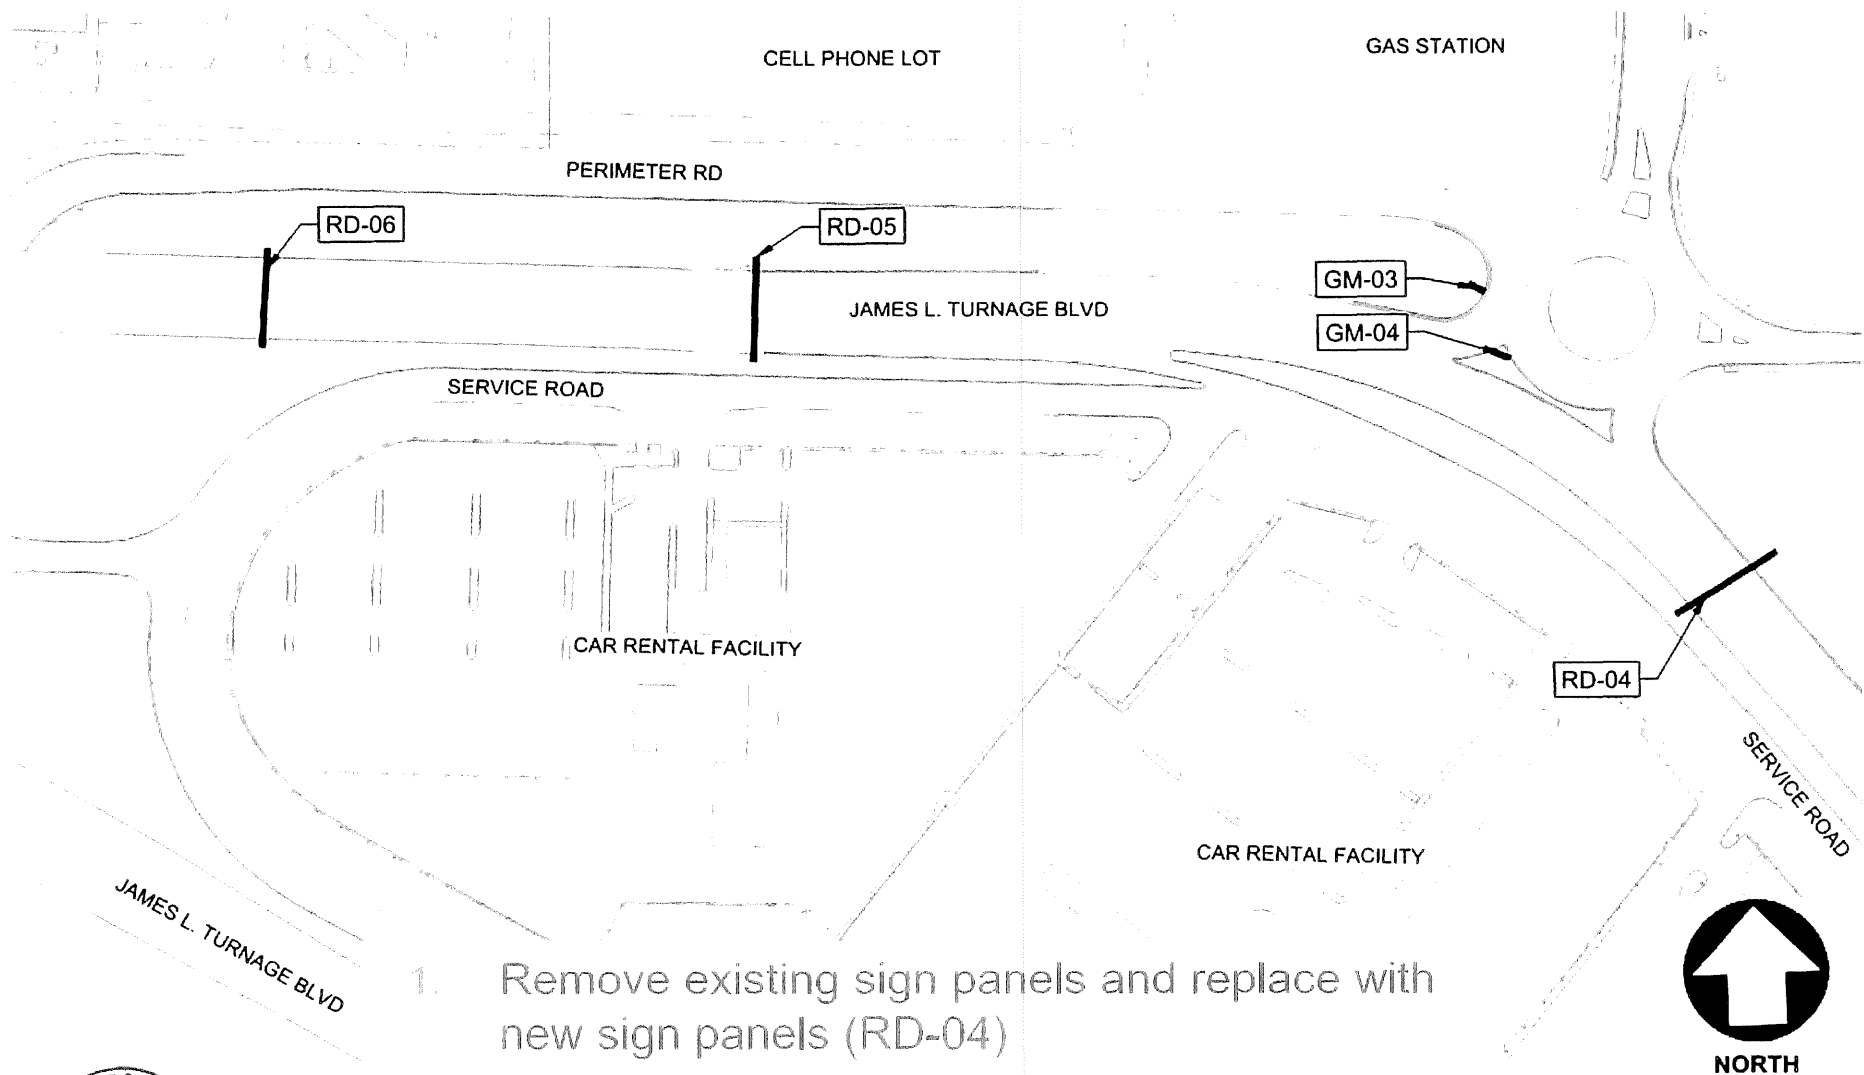 CELL PHONE LOT
GAS STATION
PERIMETER RD
RD-06
RD-05
GM-03
JAMES L. TURNAGE BLVD
GM-04
SERVICE ROAD
CAR RENTAL FACILITY
RD-04
SERVICE ROAD
CAR RENTAL FACILITY
JAMES L. TURNAGE BLVD
1. Remove existing sign panels and replace with
new sign panels (RD-04)
NORTH